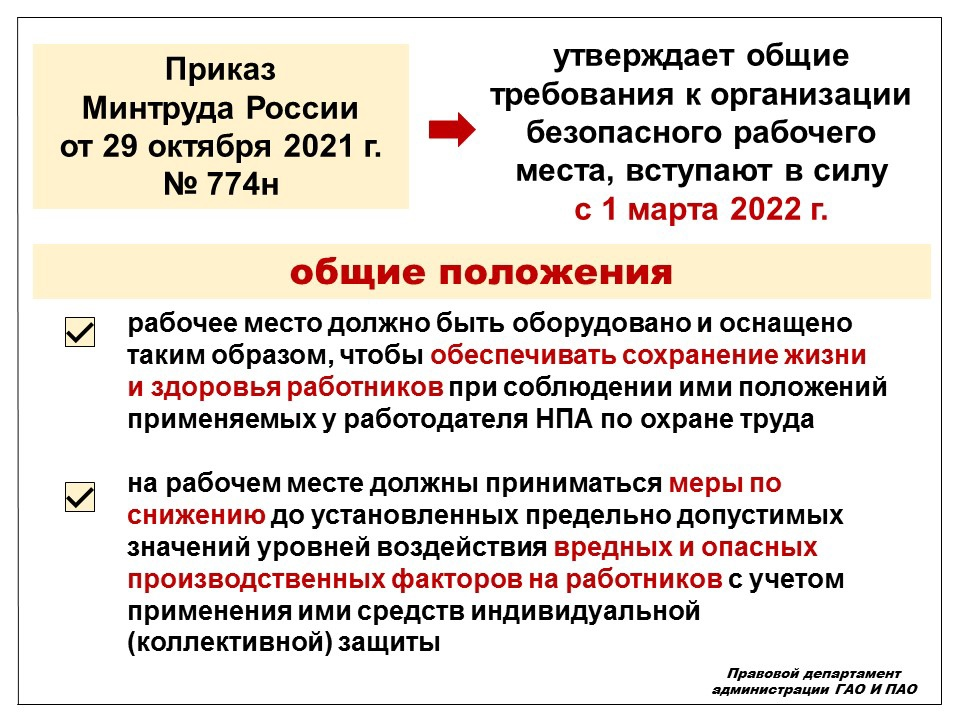 Приказ
Минтруда России
от 29 октября 2021 г.
№ 774н
утверждает общие
требования к организации
безопасного рабочего
места, вступают в силу
с 1 марта 2022 г.
общие положения
рабочее место должно быть оборудовано и оснащено
таким образом, чтобы обеспечивать сохранение жизни
и здоровья работников при соблюдении ими положений
применяемых у работодателя НПА по охране труда
на рабочем месте должны приниматься меры по
снижению до установленных предельно допустимых
значений уровней воздействия вредных и опасных
производственных факторов на работников с учетом
применения ими средств индивидуальной
(коллективной) защиты
Правовой департамент
администрации ГАО И ПАО